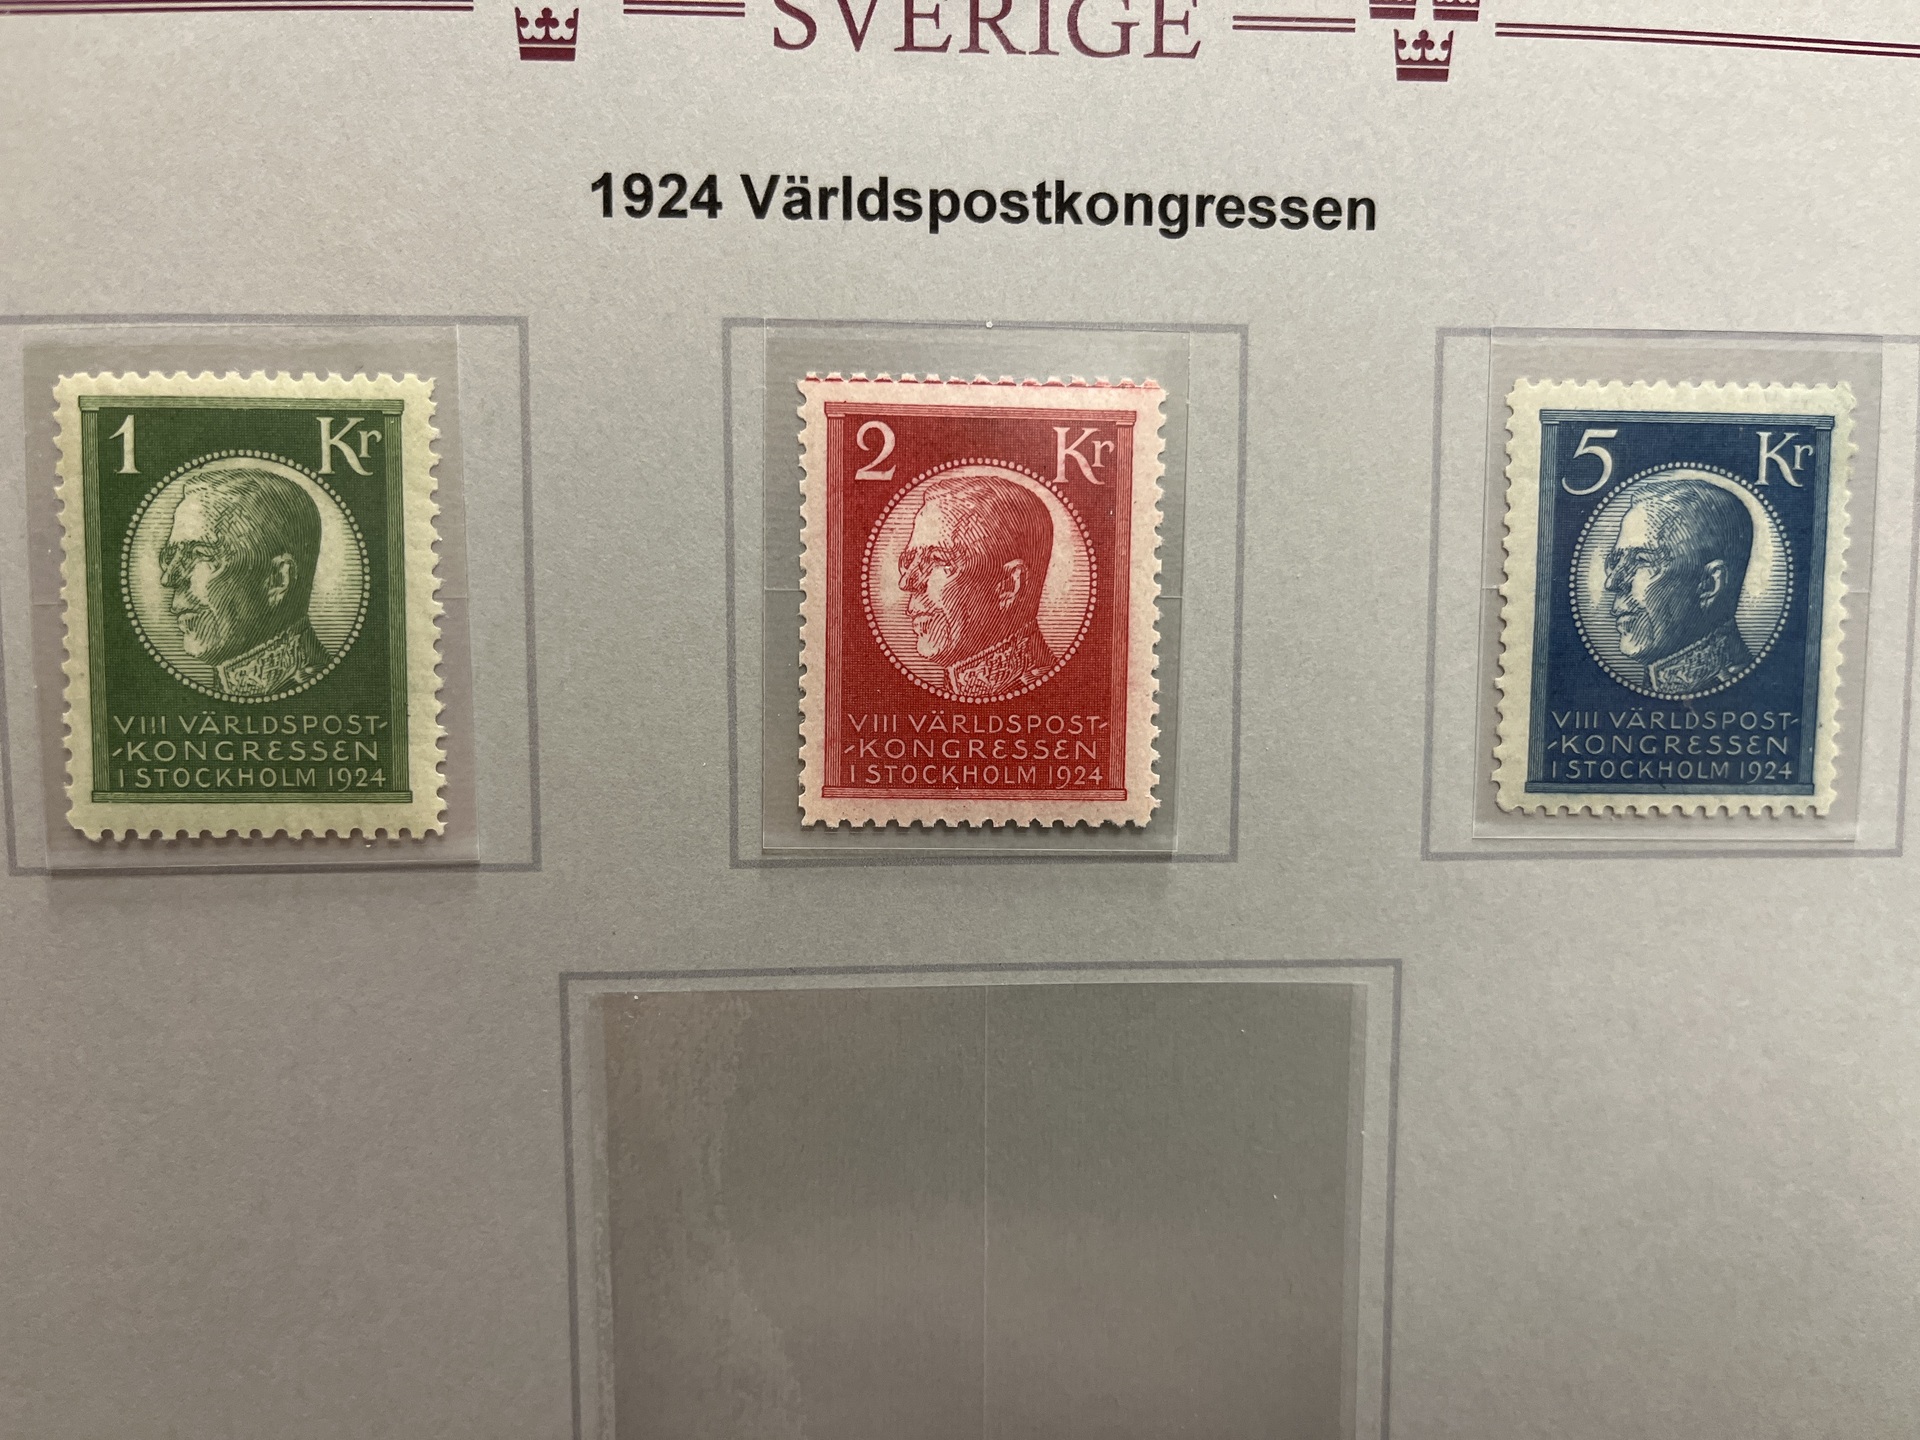 SVERIGE
1924 Världspostkongressen
1 Kr
VIII VÄRLDSPOST-
-KONGRESSEN
I STOCKHOLM 1924
2 Kr
VIII VÄRLDSPOST-
-KONGRESSEN
I STOCKHOLM 1924
5 Kr
VIII VÄRLDSPOST-
-KONGRESSEN
I STOCKHOLM 1924